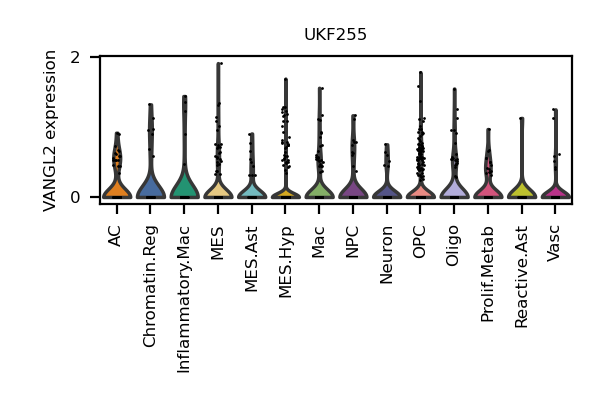 UKF255
VANGL2 expression
2
0
AC
Chromatin.Reg
Inflammatory.Mac
MES
MES.Ast
MES.Hyp
Mac
NPC
Neuron
OPC
Oligo
Prolif.Metab
Reactive.Ast
Vasc